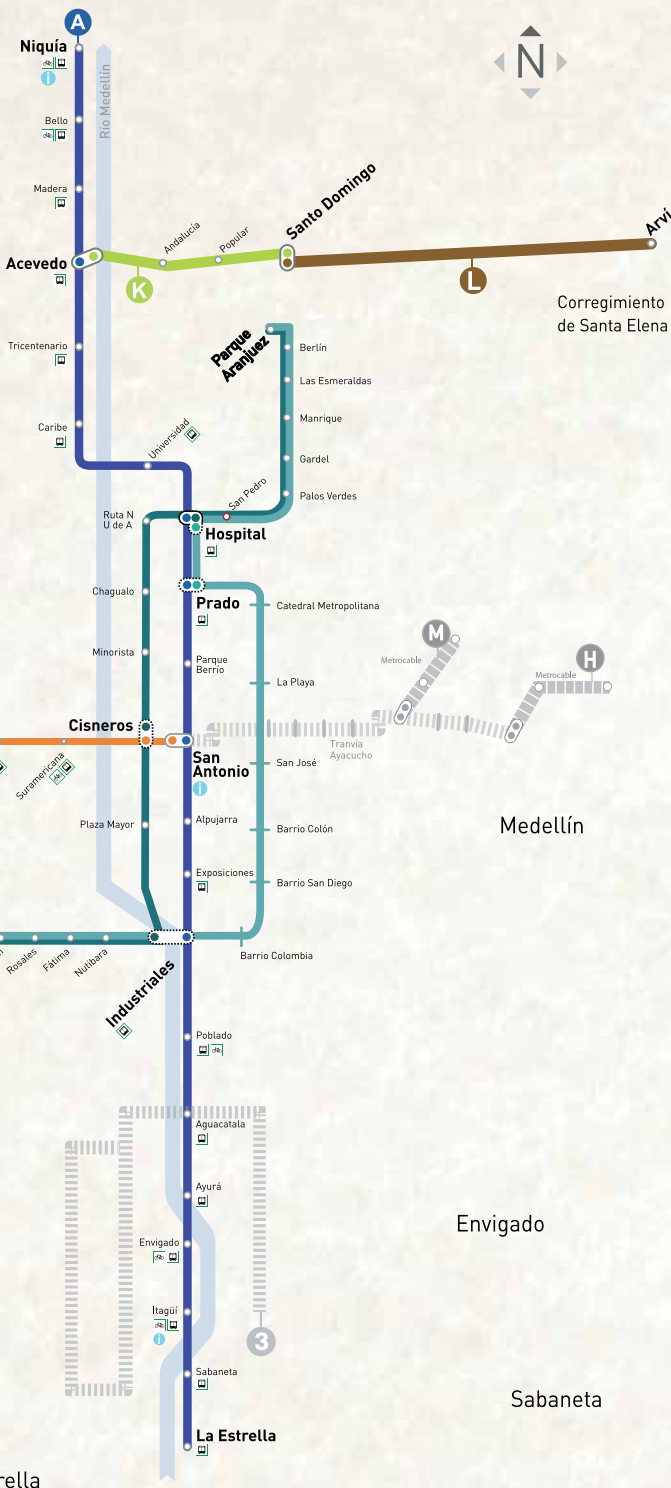 A
Niquía
i
Río Medellín
N
Bello
Madera
Santo Domingo
Andalucía
Popular
Arví
Acevedo
K
L
Corregimiento
de Santa Elena
Tricentenario
Parque
Aranjuez
Berlín
Las Esmeraldas
Caribe
Universidad
Manrique
Gardel
San Pedro
Palos Verdes
Ruta N
U de A
Hospital
Chagualo
Prado
Catedral Metropolitana
M
Metrocable
H
Metrocable
Minorista
Parque
Berrío
La Playa
Cisneros
Suramericana
San
Antonio
i
Tranvía
Ayacucho
San José
Plaza Mayor
Alpujarra
Barrio Colón
Medellín
Exposiciones
Barrio San Diego
Rosales
Fátima
Nutibara
Industriales
Barrio Colombia
Poblado
Aguacatala
Ayurá
Envigado
Envigado
Itagüí
i
3
Sabaneta
Sabaneta
La Estrella
rella